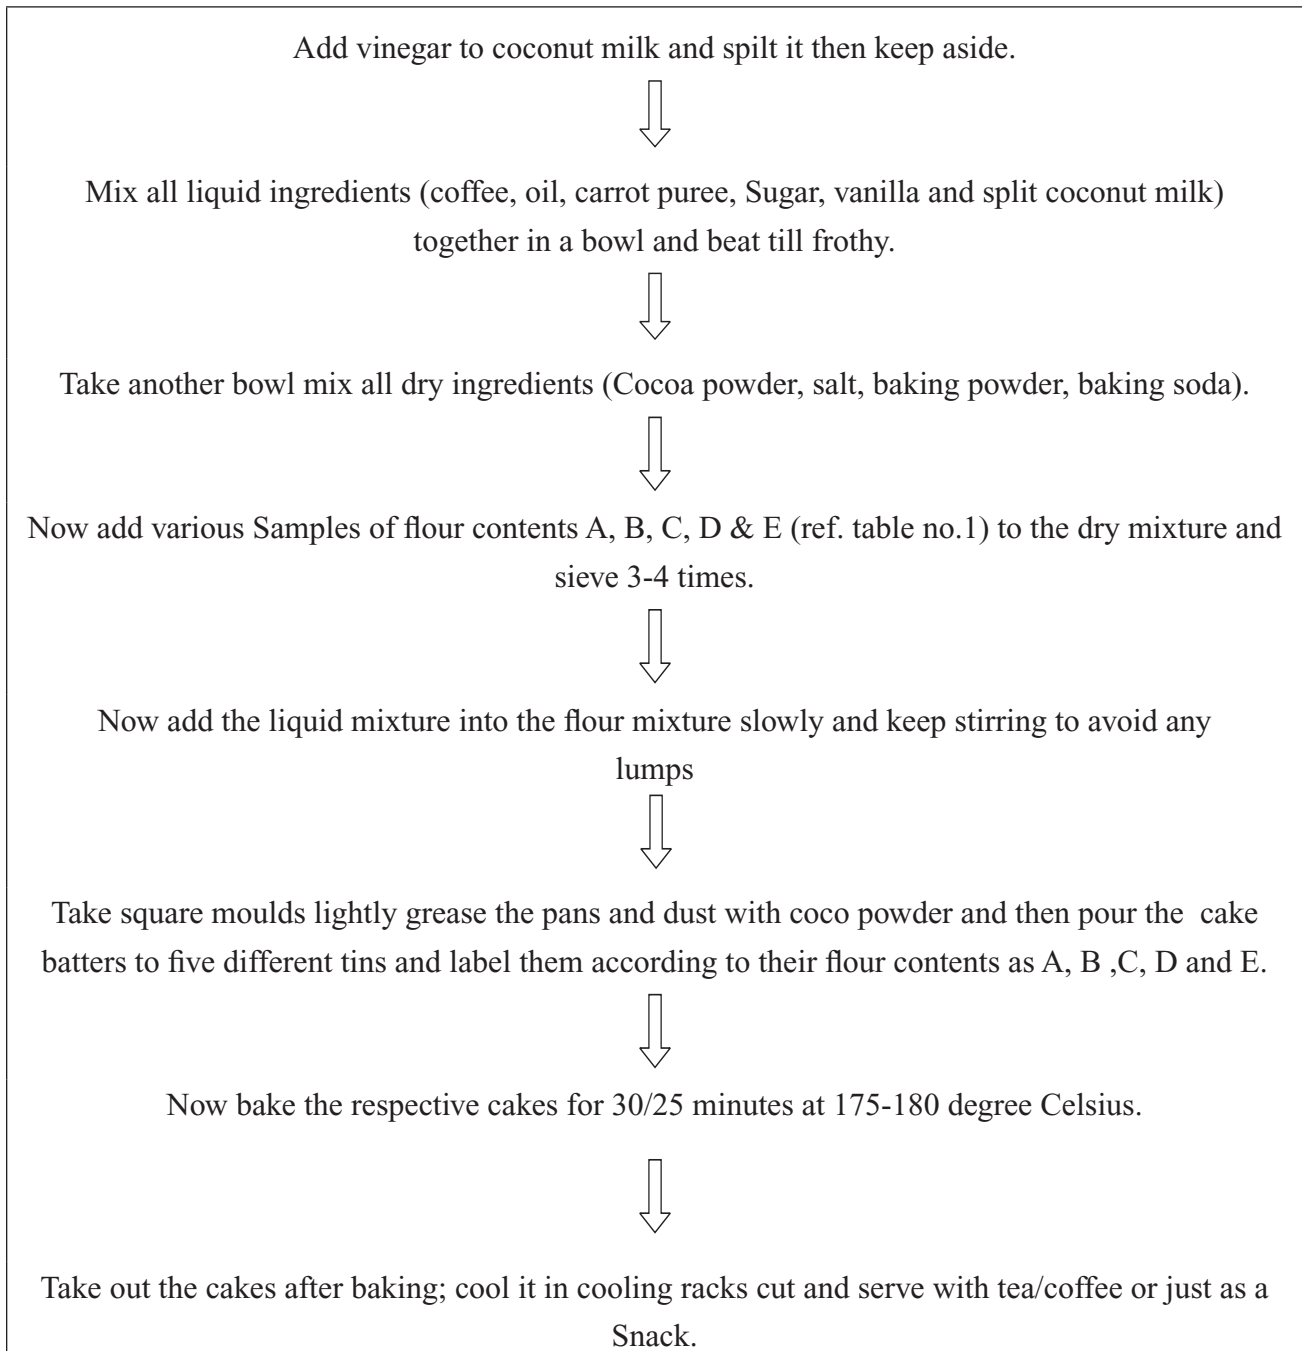 Add vinegar to coconut milk and spilt it then keep aside.
Mix all liquid ingredients (coffee, oil, carrot puree, Sugar, vanilla and split coconut milk)
together in a bowl and beat till frothy.
Take another bowl mix all dry ingredients (Cocoa powder, salt, baking powder, baking soda).
Now add various Samples of flour contents A, B, C, D & E (ref. table no.1) to the dry mixture and
sieve 3-4 times.
Now add the liquid mixture into the flour mixture slowly and keep stirring to avoid any
lumps
Take square moulds lightly grease the pans and dust with coco powder and then pour the cake
batters to five different tins and label them according to their flour contents as A, B ,C, D and E.
Now bake the respective cakes for 30/25 minutes at 175-180 degree Celsius.
Take out the cakes after baking; cool it in cooling racks cut and serve with tea/coffee or just as a
Snack.